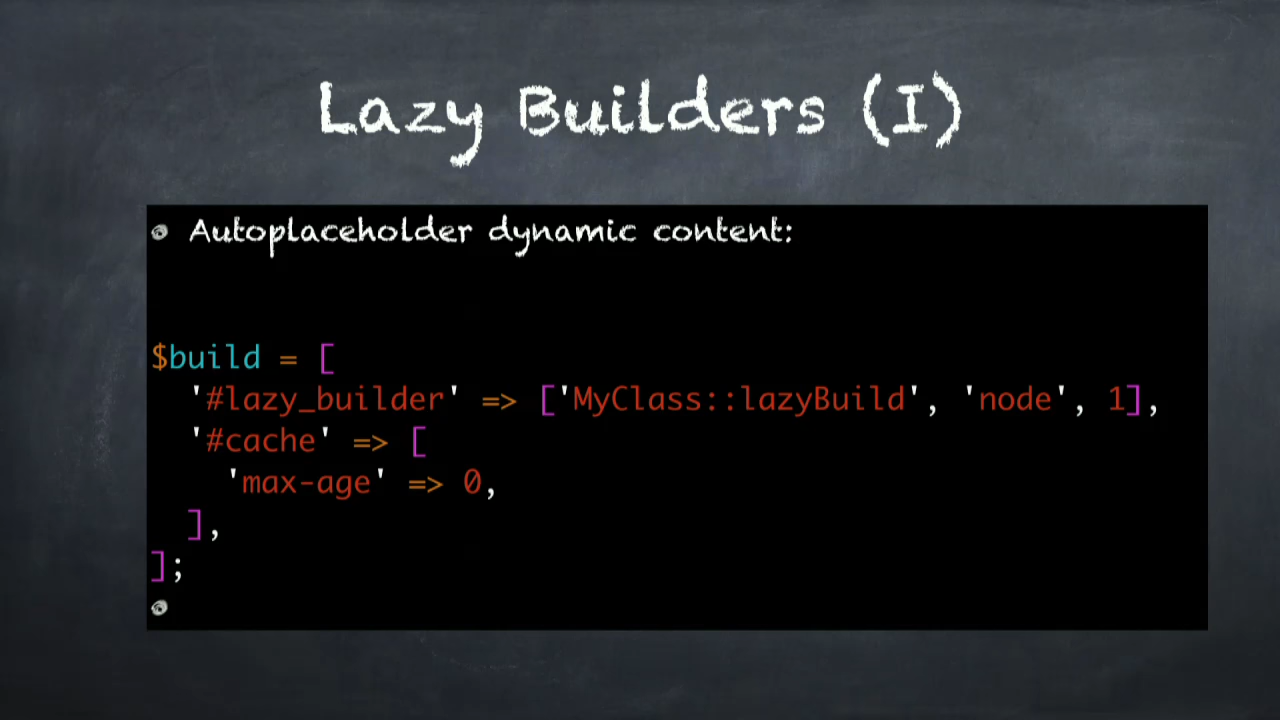 Lazy Builders (I)
Autoplaceholder dynamic content:
$build = [
'#lazy_builder' => ['MyClass::lazyBuild', 'node', 1],
'#cache' => [
'max-age' => 0,
],
];